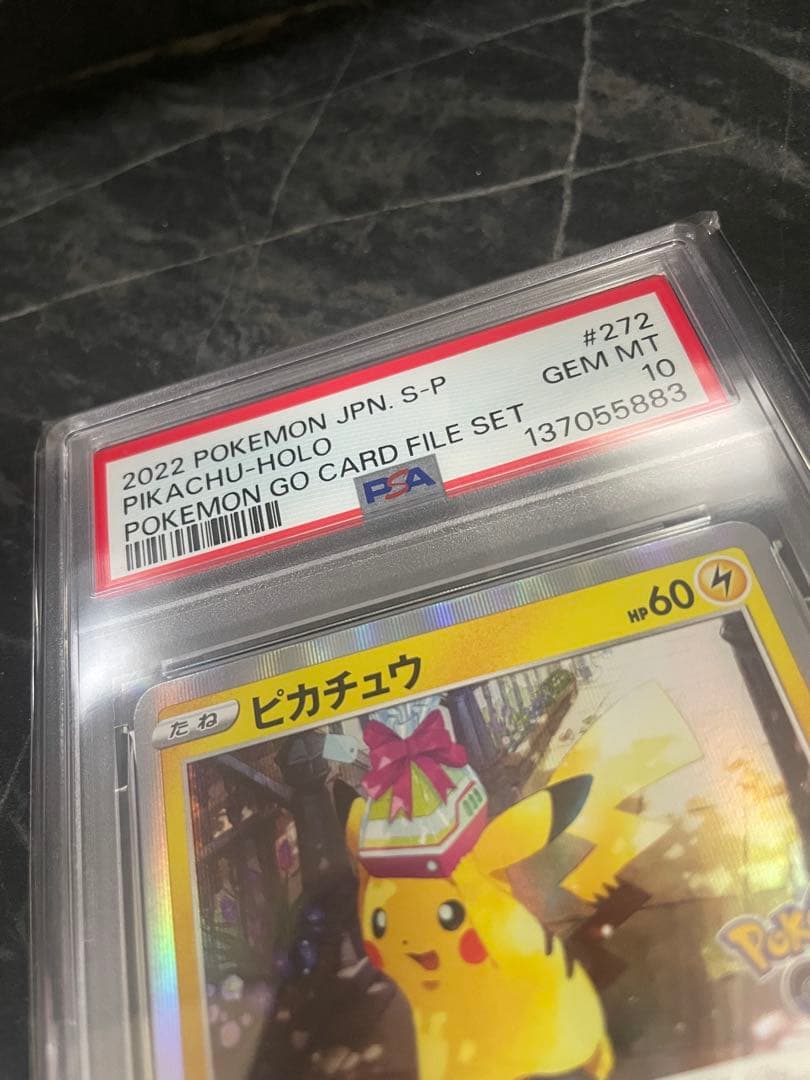 2022 POKEMON JPN. S-P
#272
PIKACHU-HOLO
GEM MT
POKEMON GO CARD FILE SET
10
137055883
PSA
たね
ピカチュウ
HP60